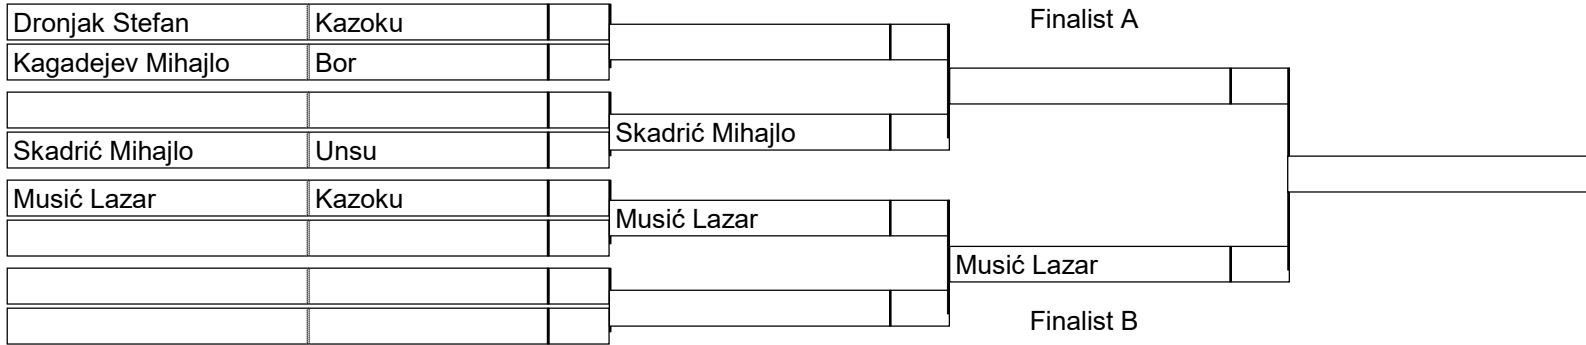 Dronjak Stefan Kazoku
Kagadejev Mihajlo Bor
Skadrić Mihajlo Unsu
Musić Lazar Kazoku
Skadrić Mihajlo
Musić Lazar
Finalist A
Musić Lazar
Finalist B